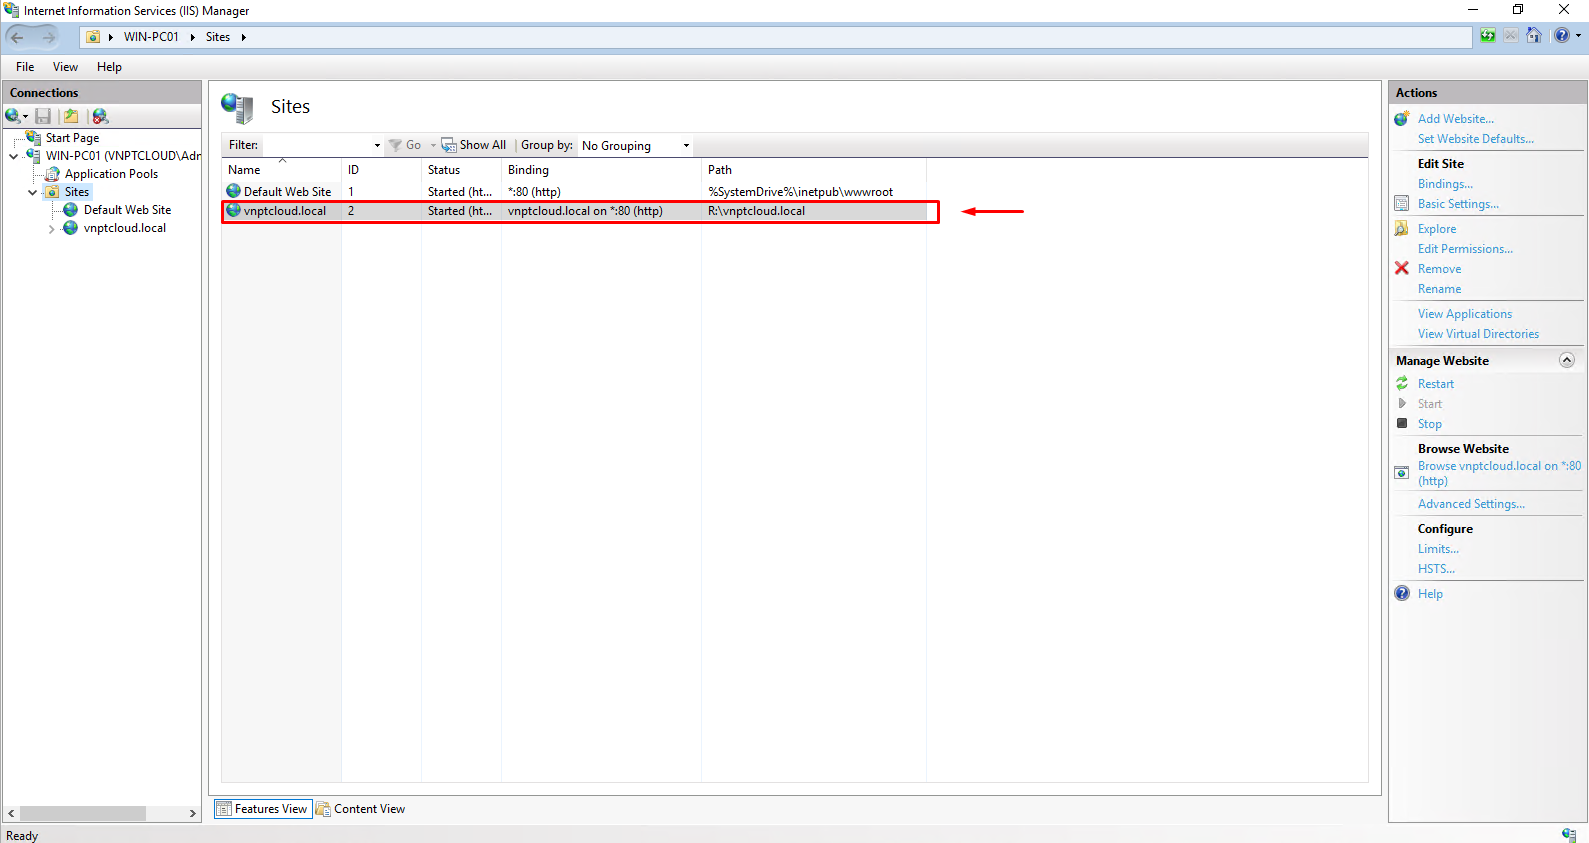 Internet Information Services (IIS) Manager
WIN-PC01 Sites
File View Help
Connections
Start Page
WIN-PC01 (VNPTCLOUD\Adr
Application Pools
Sites
Default Web Site
vnptcloud.local
Sites
Filter: Go Show All Group by: No Grouping
Name ID Status Binding Path
Default Web Site 1 Started (ht... *:80 (http) %SystemDrive%\inetpub\wwwroot
vnptcloud.local 2 Started (ht... vnptcloud.local on *:80 (http) R:\vnptcloud.local
Features View Content View
Actions
Add Website...
Set Website Defaults...
Edit Site
Bindings...
Basic Settings...
Explore
Edit Permissions...
Remove
Rename
View Applications
View Virtual Directories
Manage Website
Restart
Start
Stop
Browse Website
Browse vnptcloud.local on *:80
(http)
Advanced Settings...
Configure
Limits...
HSTS...
Help
Ready